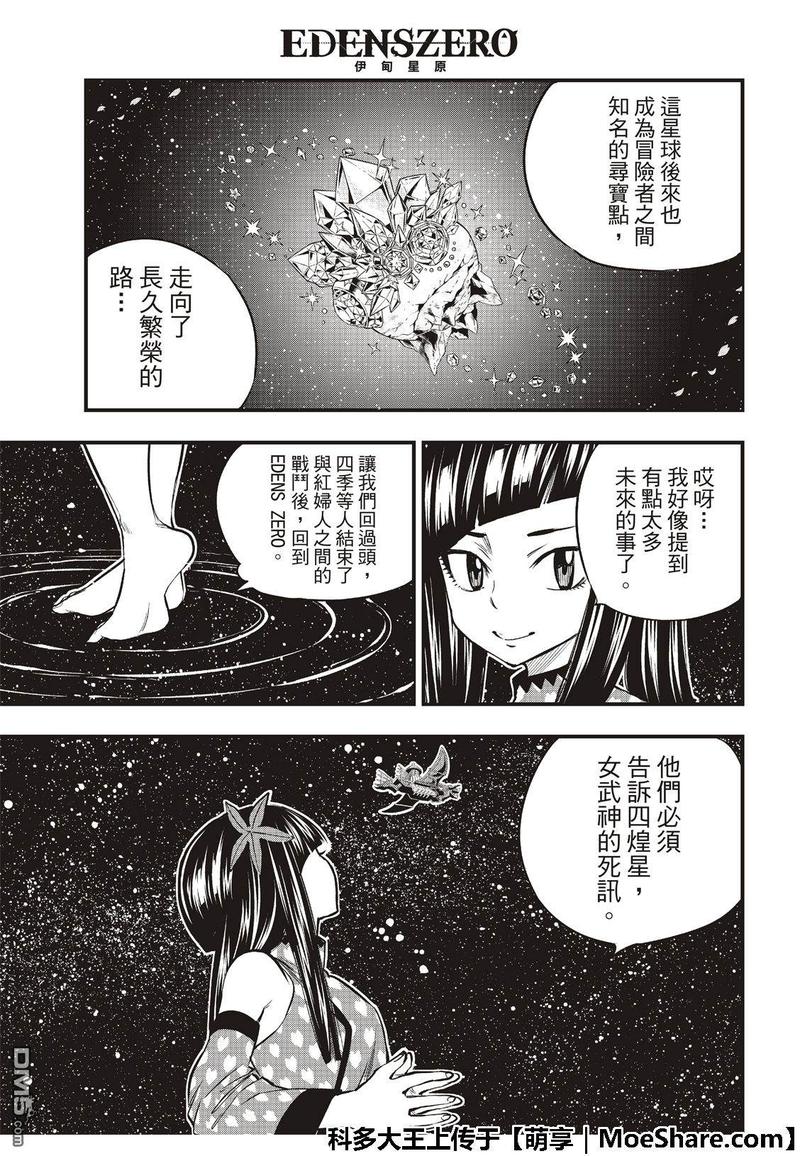 EDENSZERO
伊甸星原
這星球後來也
成為冒險者之間
知名的尋寶點，
走向了
長久繁榮的
路…
哎呀…
我好像提到
有點太多
未來的事了。
讓我們回過頭，
四季等人結束了
與紅婦人之間的
戰鬥後，回到
EDENS ZERO。
他們必須
告訴四煌星，
女武神的死訊。
DM5.com
科多大王上传于【萌享｜MoeShare.com】